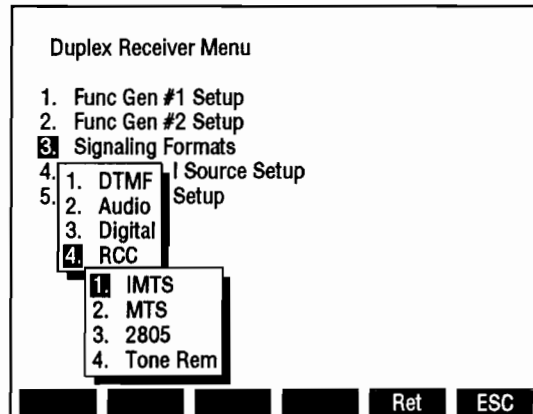 Duplex Receiver Menu
1. Func Gen #1 Setup
2. Func Gen #2 Setup
3. Signaling Formats
4. l Source Setup
5. Setup
1. DTMF
2. Audio
3. Digital
4. RCC
1. IMTS
2. MTS
3. 2805
4. Tone Rem
Ret ESC